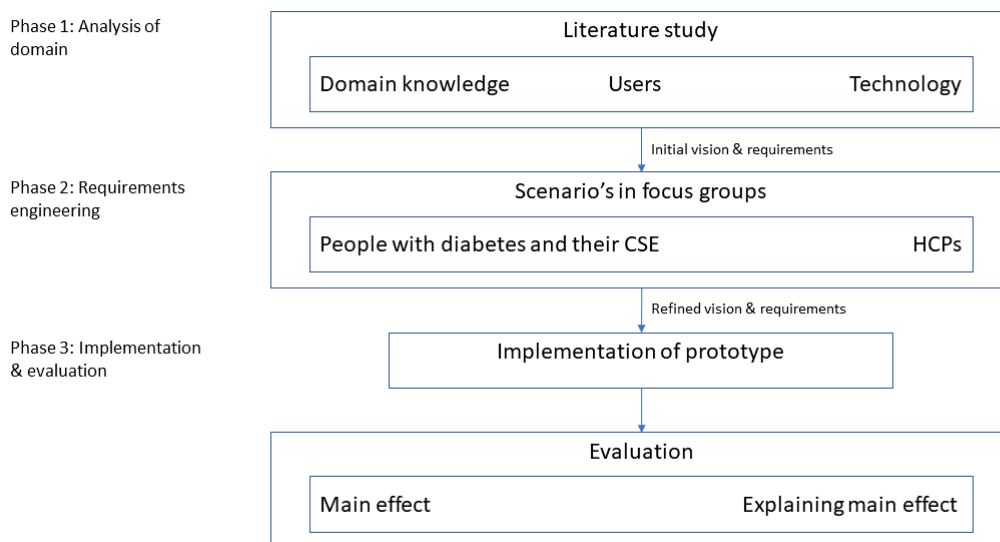 Phase 1: Analysis of
domain
Literature study
Domain knowledge Users Technology
Initial vision & requirements
Phase 2: Requirements
engineering
Scenario's in focus groups
People with diabetes and their CSE HCPs
Refined vision & requirements
Phase 3: Implementation
& evaluation
Implementation of prototype
Evaluation
Main effect Explaining main effect